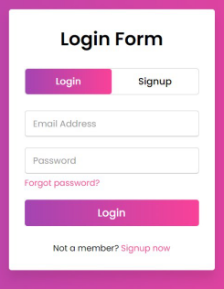 Login Form
Login Signup
Email Address
Password
Forgot password?
Login
Not a member? Signup now